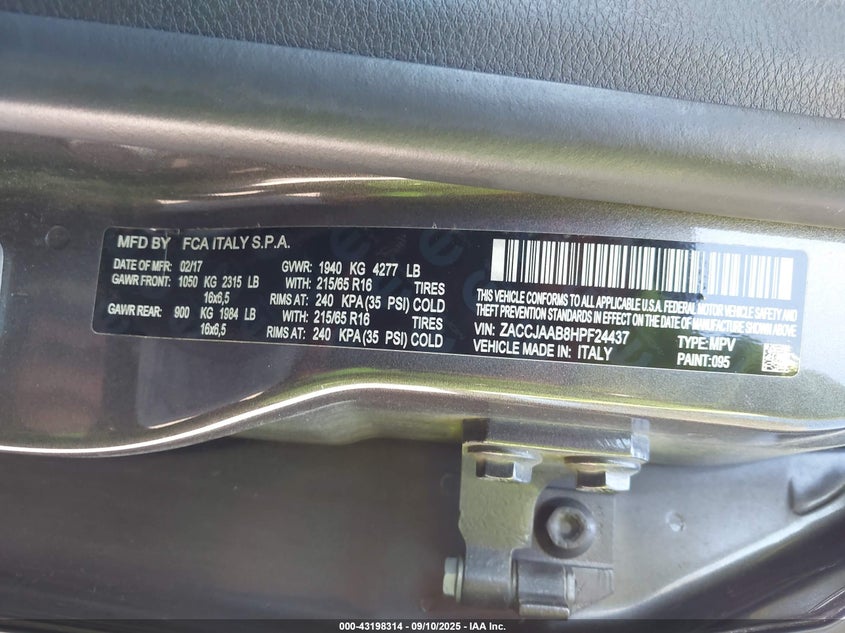 MFD BY FCA ITALY S.P.A.
DATE OF MFR: 02/17 GVWR: 1940 KG 4277 LB
GAWR FRONT: 1050 KG 2315 LB WITH: 215/65 R16 TIRES
16x6,5 RIMS AT: 240 KPA (35 PSI) COLD
GAWR REAR: 900 KG 1984 LB WITH: 215/65 R16 TIRES
16x6,5 RIMS AT: 240 KPA (35 PSI) COLD
THIS VEHICLE CONFORMS TO ALL APPLICABLE U.S.A. FEDERAL MOTOR VEHICLE SAFETY AND
THEFT PREVENTION STANDARDS IN EFFECT ON THE DATE OF MANUFACTURE SHOWN ABOVE.
VIN: ZACCJAAB8HPF24437 TYPE: MPV
VEHICLE MADE IN: ITALY PAINT: 095
000-43198314 - 09/10/2025 - IAA Inc.